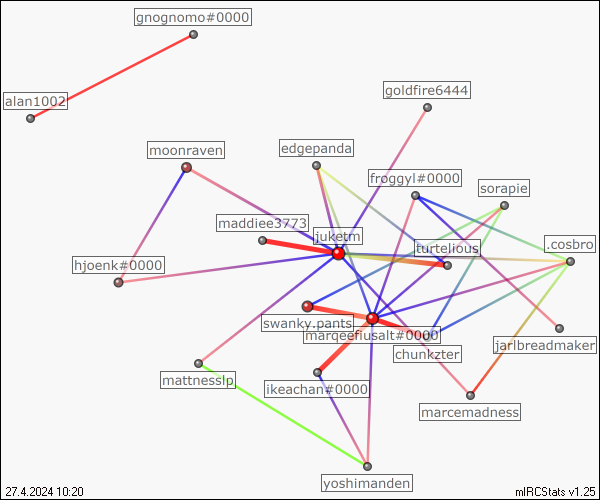 gnognomo#0000
goldfire6444
alan1002
moonraven
edgepanda
froggyl#0000
sorapie
maddiee3773
juketm
turtelious
.cosbro
hjoenk#0000
swanky.pants
marqeefiusalt#0000
jarlbreadmaker
chunkzter
mattnesslp
ikeachan#0000
marcemadness
yoshimanden
27.4.2024 10:20
mIRCStats v1.25